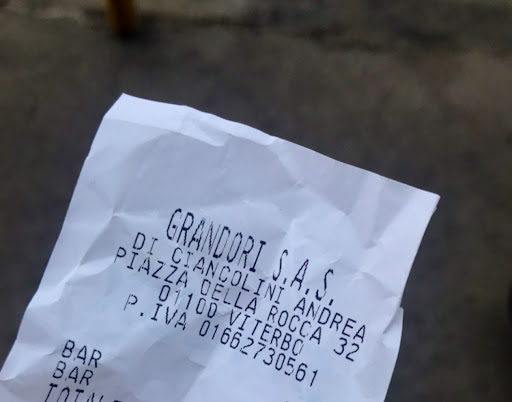 GRANDORI S.A.S.
DI CIANCOLINI ANDREA
PIAZZA DELLA ROCCA 32
01100 VITERBO
P.IVA 01662730561
BAR
BAR